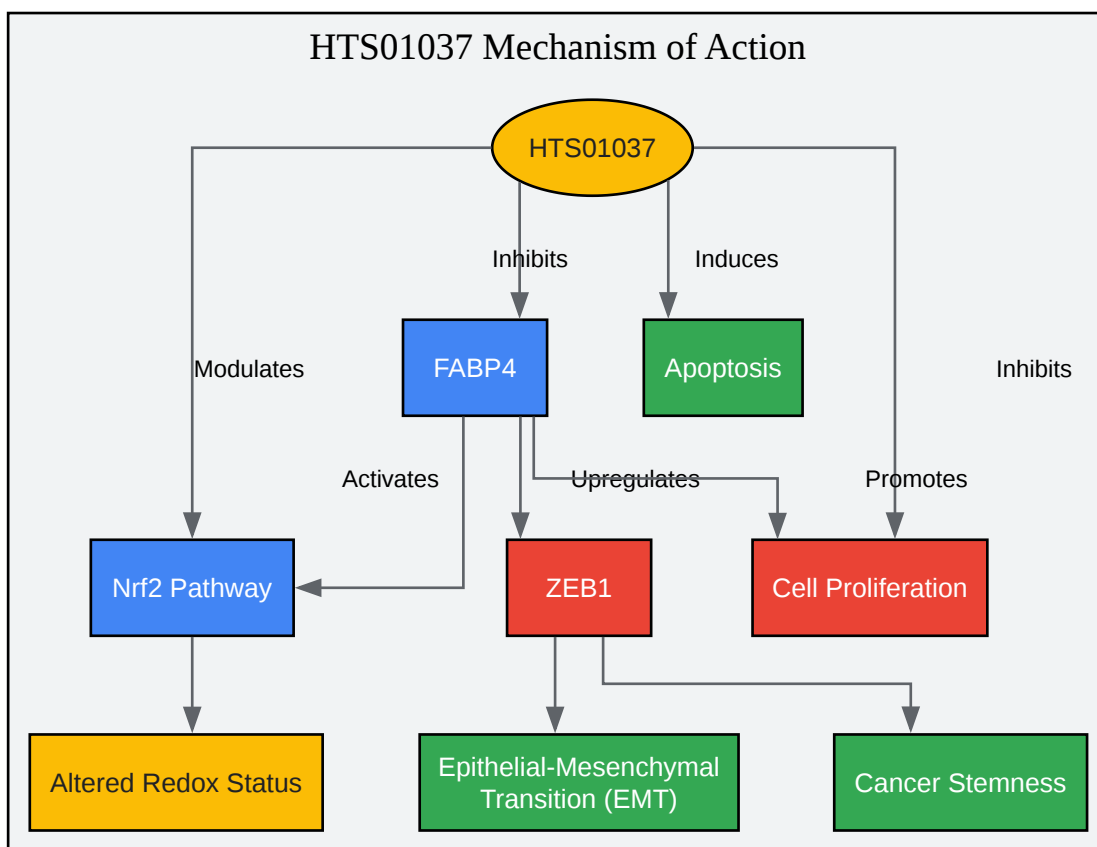 HTS01037 Mechanism of Action
HTS01037
Inhibits
Induces
Modulates
FABP4
Apoptosis
Inhibits
Activates
Upregulates
Promotes
Nrf2 Pathway
ZEB1
Cell Proliferation
Altered Redox Status
Epithelial-Mesenchymal
Transition (EMT)
Cancer Stemness